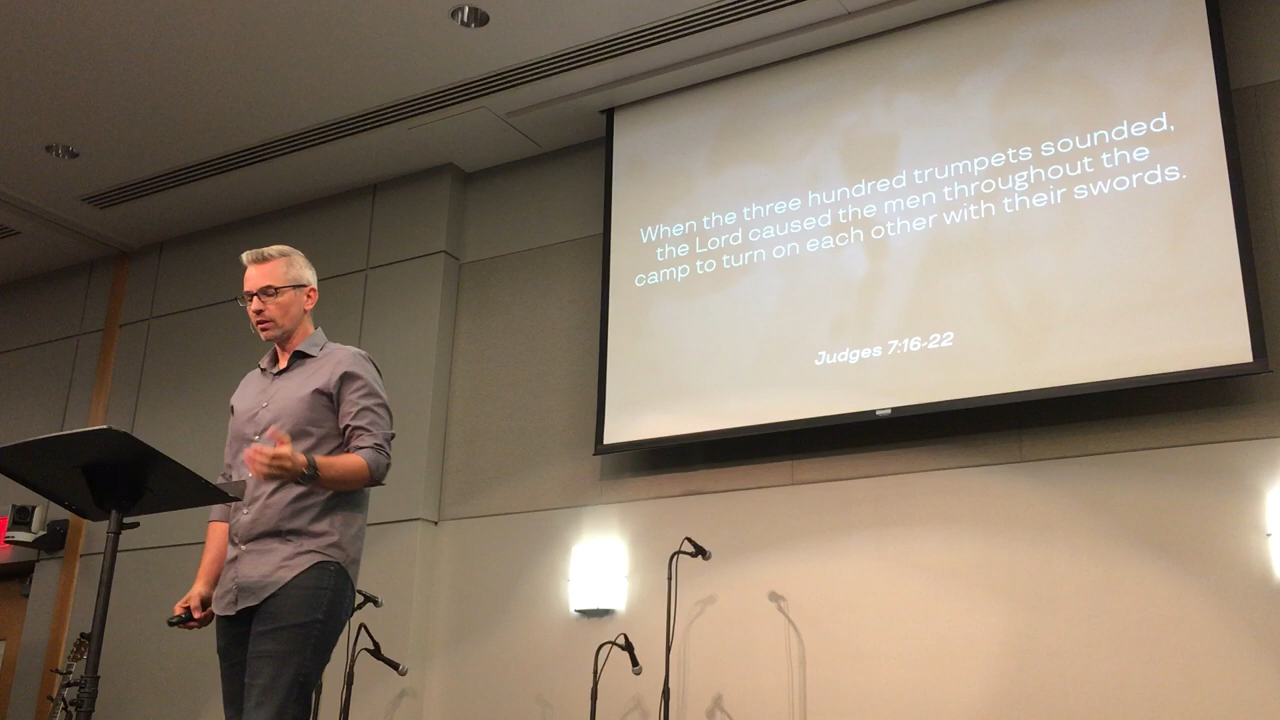 When the three hundred trumpets sounded,
the Lord caused the men throughout the
camp to turn on each other with their swords.
Judges 7:16-22